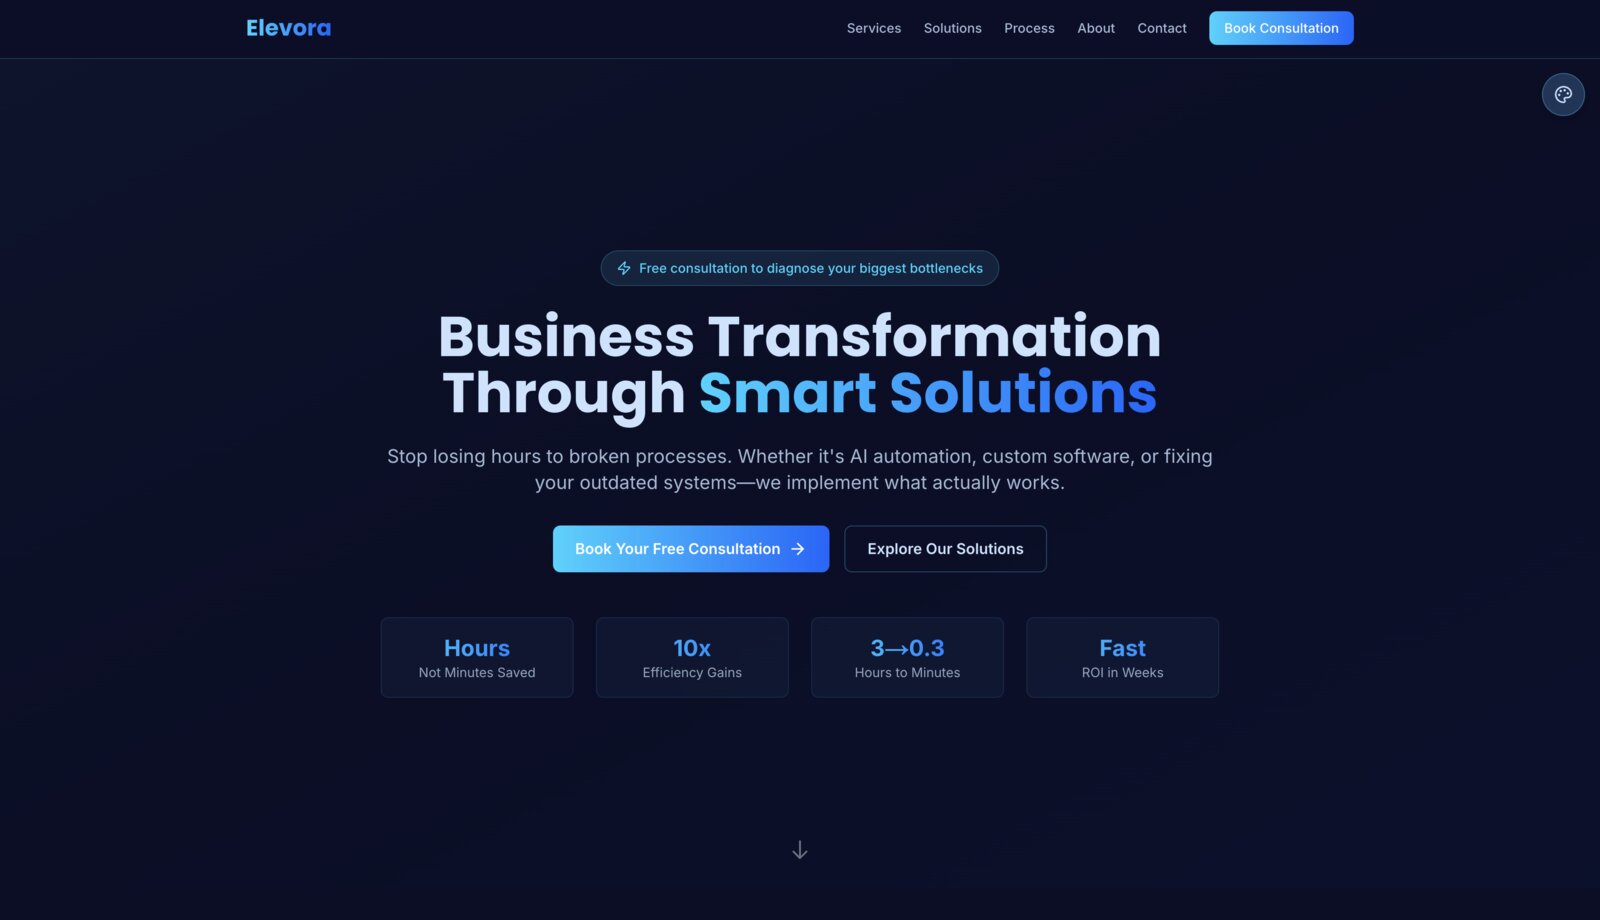 Elevora
Services
Solutions
Process
About
Contact
Book Consultation
Free consultation to diagnose your biggest bottlenecks
Business Transformation
Through Smart Solutions
Stop losing hours to broken processes. Whether it's AI automation, custom software, or fixing
your outdated systems—we implement what actually works.
Book Your Free Consultation →
Explore Our Solutions
Hours
Not Minutes Saved
10x
Efficiency Gains
3→0.3
Hours to Minutes
Fast
ROI in Weeks